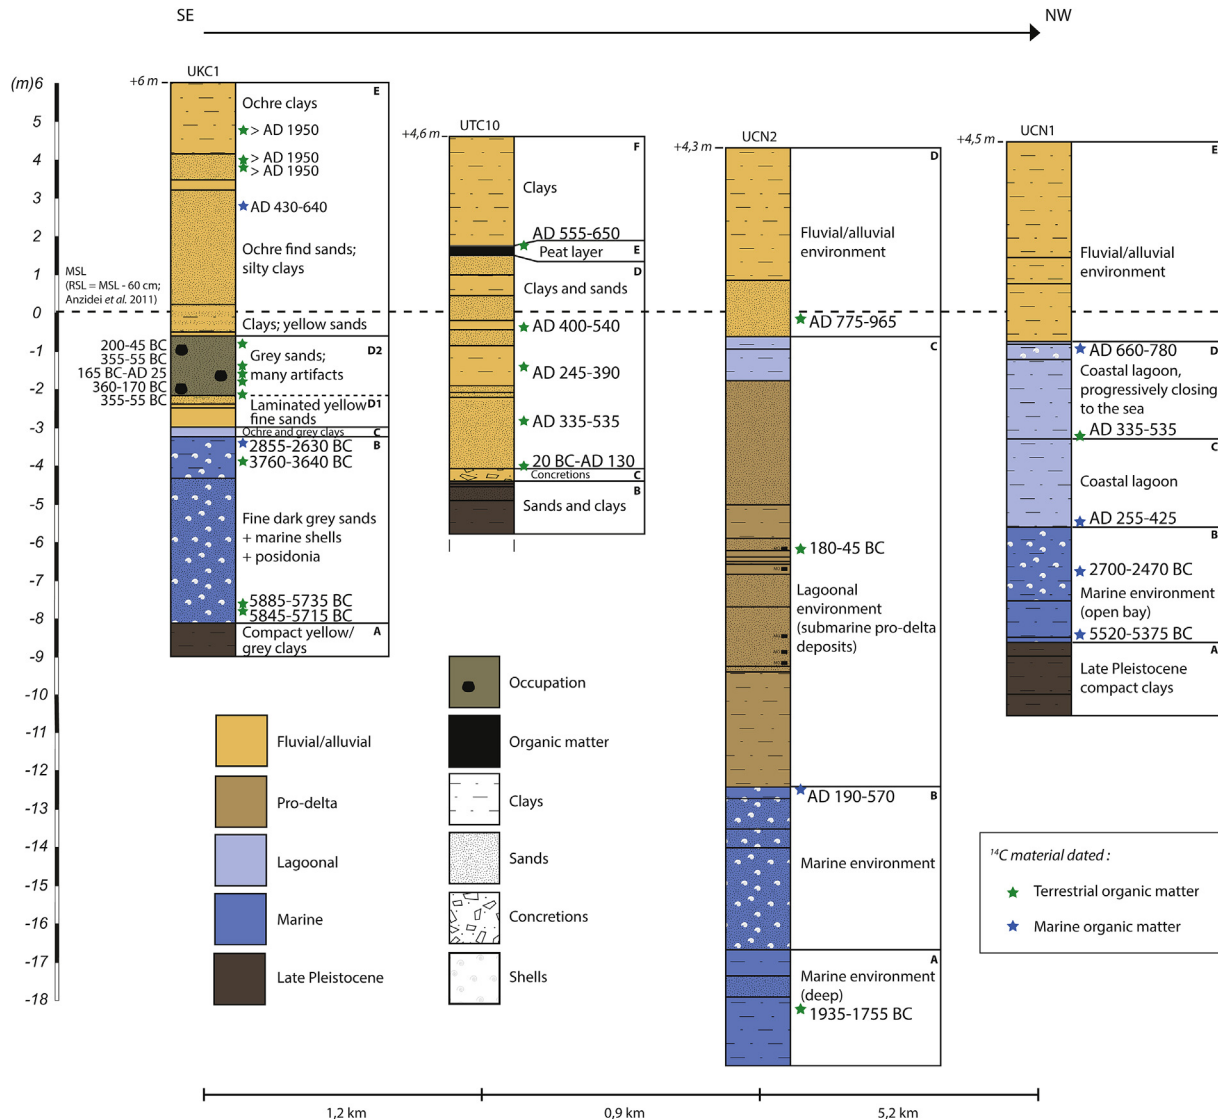 SE
NW
(m)6
5
4
3
2
1
MSL
(RSL = MSL - 60 cm;
Anzidei et al. 2011)
0
-1
-2
-3
-4
-5
-6
-7
-8
-9
-10
-11
-12
-13
-14
-15
-16
-17
-18
UKC1
+6 m
E
Ochre clays
> AD 1950
> AD 1950
> AD 1950
AD 430-640
Ochre find sands;
silty clays
Clays; yellow sands
200-45 BC
355-55 BC
165 BC-AD 25
360-170 BC
355-55 BC
D2
Grey sands;
many artifacts
D1
Laminated yellow
fine sands
Ochre and grey clays
C
B
2855-2630 BC
3760-3640 BC
Fine dark grey sands
+ marine shells
+ posidonia
5885-5735 BC
5845-5715 BC
A
Compact yellow/
grey clays
UTC10
+4,6 m
F
Clays
AD 555-650
Peat layer
E
D
Clays and sands
AD 400-540
AD 245-390
AD 335-535
20 BC-AD 130
Concretions
C
B
Sands and clays
UCN2
+4,3 m
D
Fluvial/alluvial
environment
AD 775-965
C
180-45 BC
Lagoonal
environment
(submarine pro-delta
deposits)
AD 190-570
B
Marine environment
A
Marine environment
(deep)
1935-1755 BC
UCN1
+4,5 m
E
Fluvial/alluvial
environment
AD 660-780
D
Coastal lagoon,
progressively closing
to the sea
AD 335-535
C
Coastal lagoon
AD 255-425
B
2700-2470 BC
Marine environment
(open bay)
5520-5375 BC
A
Late Pleistocene
compact clays
Fluvial/alluvial
Pro-delta
Lagoonal
Marine
Late Pleistocene
Occupation
Organic matter
Clays
Sands
Concretions
Shells
14C material dated :
Terrestrial organic matter
Marine organic matter
1,2 km
0,9 km
5,2 km